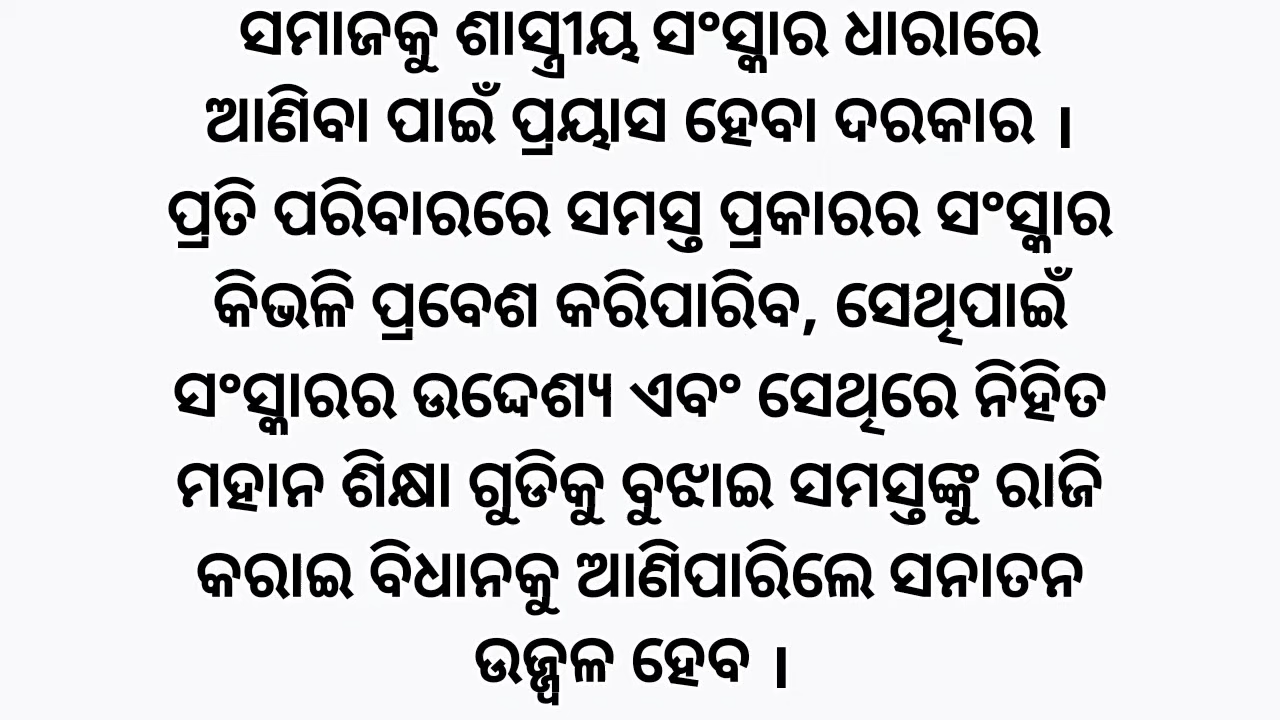 ସମାଜକୁ ଶାସ୍ତ୍ରୀୟ ସଂସ୍କାର ଧାରାରେ
ଆଣିବା ପାଇଁ ପ୍ରୟାସ ହେବା ଦରକାର ।
ପ୍ରତି ପରିବାରରେ ସମସ୍ତ ପ୍ରକାରର ସଂସ୍କାର
କିଭଳି ପ୍ରବେଶ କରିପାରିବ, ସେଥିପାଇଁ
ସଂସ୍କାରର ଉଦ୍ଦେଶ୍ୟ ଏବଂ ସେଥିରେ ନିହିତ
ମହାନ ଶିକ୍ଷା ଗୁଡିକୁ ବୁଝାଇ ସମସ୍ତଙ୍କୁ ରାଜି
କରାଇ ବିଧାନକୁ ଆଣିପାରିଲେ ସନାତନ
ଉଜ୍ଜ୍ୱଳ ହେବ ।